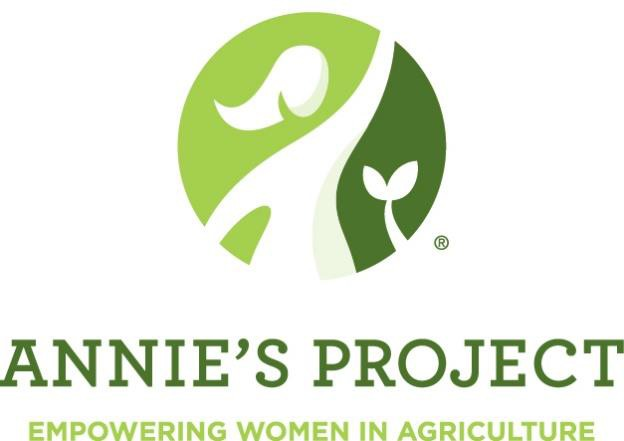 ®
ANNIE'S PROJECT
EMPOWERING WOMEN IN AGRICULTURE